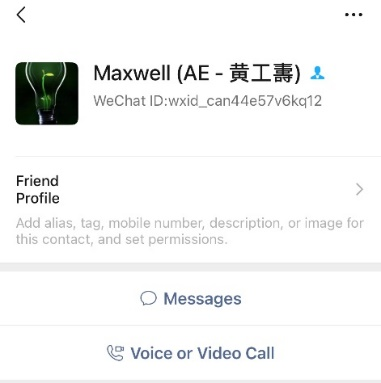 Maxwell (AE - 黄工壽)
WeChat ID:wxid_can44e57v6kq12
Friend
Profile
Add alias, tag, mobile number, description, or image for
this contact, and set permissions.
Messages
Voice or Video Call